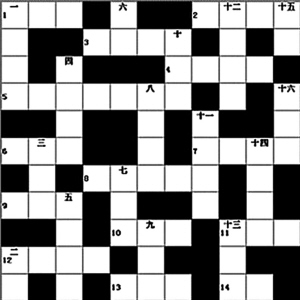 一 1 六 2 十二 十五
3 十
四 4
5 八 十六
十一
6 三 7 十四
8 七
9 五
10 九 十三 11
二 12
13 14